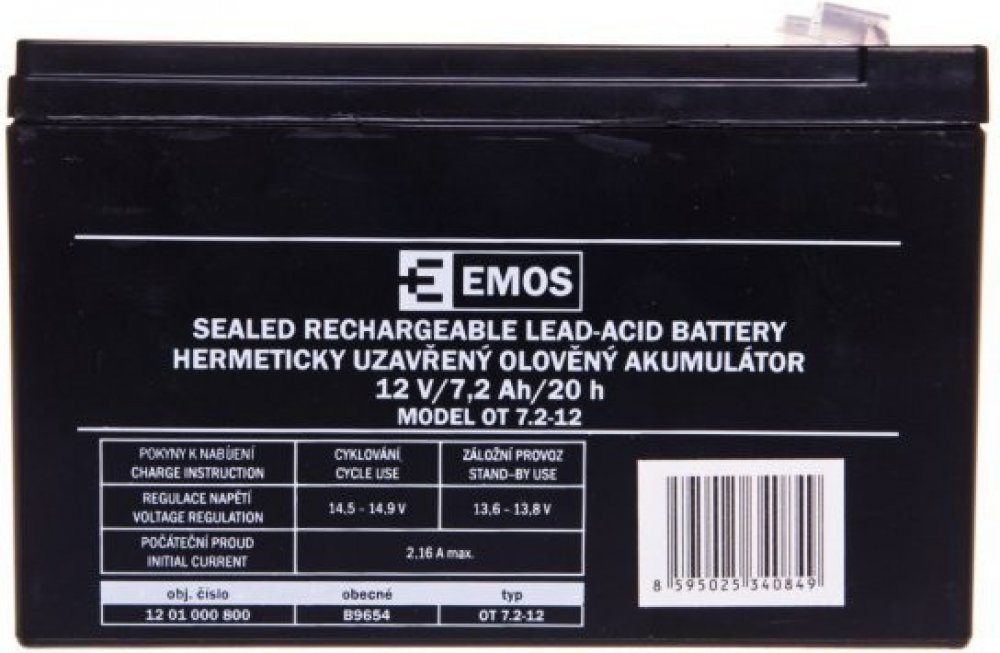 EMOS
SEALED RECHARGEABLE LEAD-ACID BATTERY
HERMETICKY UZAVŘENÝ OLOVĚNÝ AKUMULÁTOR
12 V/7,2 Ah/20 h
MODEL OT 7.2-12
POKYNY K NABÍJENÍ CYKLOVÁNÍ ZÁLOŽNÍ PROVOZ
CHARGE INSTRUCTION CYCLE USE STAND-BY USE
REGULACE NAPĚTÍ
VOLTAGE REGULATION 14,5 - 14,9 V 13,6 - 13,8 V
POČÁTEČNÍ PROUD
INITIAL CURRENT 2,16 A max.
obj. číslo obecné typ
12 01 000 800 B9654 OT 7.2-12
8 595025 340849